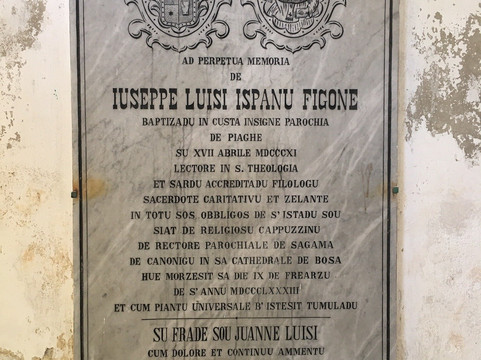 AD PERPETUA MEMORIA
DE
IUSEPPE LUISI ISPANU FIGONE
BAPTIZADU IN CUSTA INSIGNE PAROCHIA
DE PIAGHE
SU XVII ABRILE MDCCCXI
LECTORE IN S. THEOLOGIA
ET SARDU ACCREDITADU FILOLOGU
SACERDOTE CARITATIVU ET ZELANTE
IN TOTU SOS OBBLIGOS DE S'ISTADU SOU
SIAT DE RELIGIOSU CAPPUZZINU
DE RECTORE PAROCHIALE DE SAGAMA
DE CANONIGU IN SA CATHEDRALE DE BOSA
HUE MORZESIT SA DIE IX DE FREARZU
DE S'ANNU MDCCCLXXXIII
ET CUM PIANTU UNIVERSALE B'ISTESIT TUMULADU
SU FRADE SOU JUANNE LUISI
CUM DOLORE ET CONTINUU AMMENTU